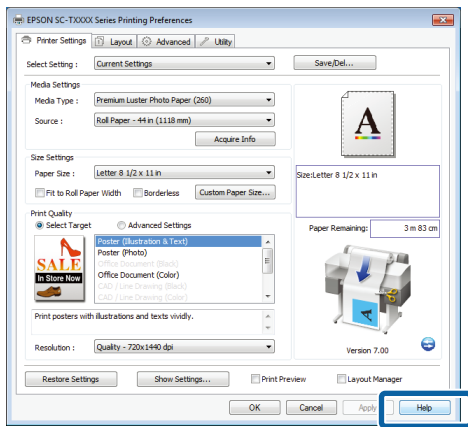 EPSON SC-TXXXX Series Printing Preferences
Printer Settings Layout Advanced Utility
Select Setting : Current Settings Save/Del...
Media Settings
Media Type : Premium Luster Photo Paper (260)
Source : Roll Paper - 44 in (1118 mm)
Acquire Info
A
Size Settings
Paper Size : Letter 8 1/2 x 11 in
Size:Letter 8 1/2 x 11 in
Fit to Roll Paper Width Borderless Custom Paper Size...
Print Quality
Select Target Advanced Settings
Paper Remaining: 3 m 83 cm
SALE
In Store Now
Poster (Illustration & Text)
Poster (Photo)
Office Document (Black)
Office Document (Color)
CAD / Line Drawing (Black)
CAD / Line Drawing (Color)
Print posters with illustrations and texts vividly.
Resolution : Quality - 720x1440 dpi
A
Version 7.00
Restore Settings Show Settings... Print Preview Layout Manager
OK Cancel Apply Help